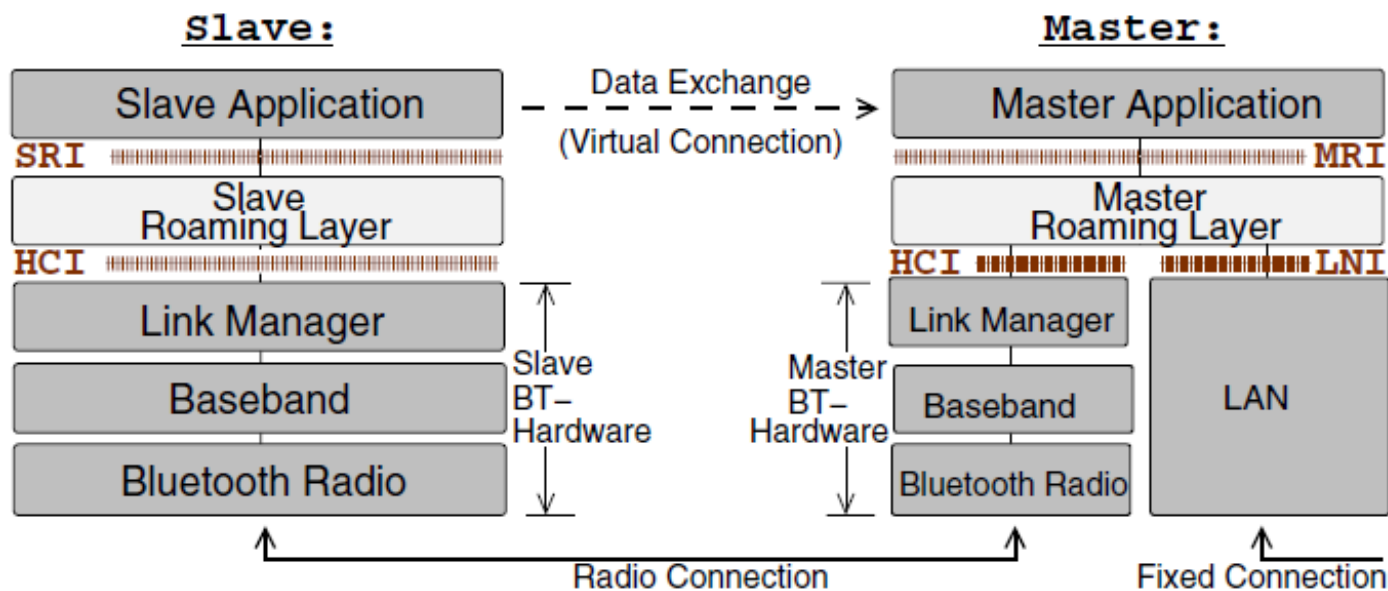 Slave:
Master:
Slave Application
Data Exchange
(Virtual Connection)
Master Application
SRI
MRI
Slave
Roaming Layer
Master
Roaming Layer
HCI
HCI
LNI
Link Manager
Baseband
Bluetooth Radio
Slave
BT–
Hardware
Master
BT–
Hardware
Link Manager
Baseband
Bluetooth Radio
LAN
Radio Connection
Fixed Connection